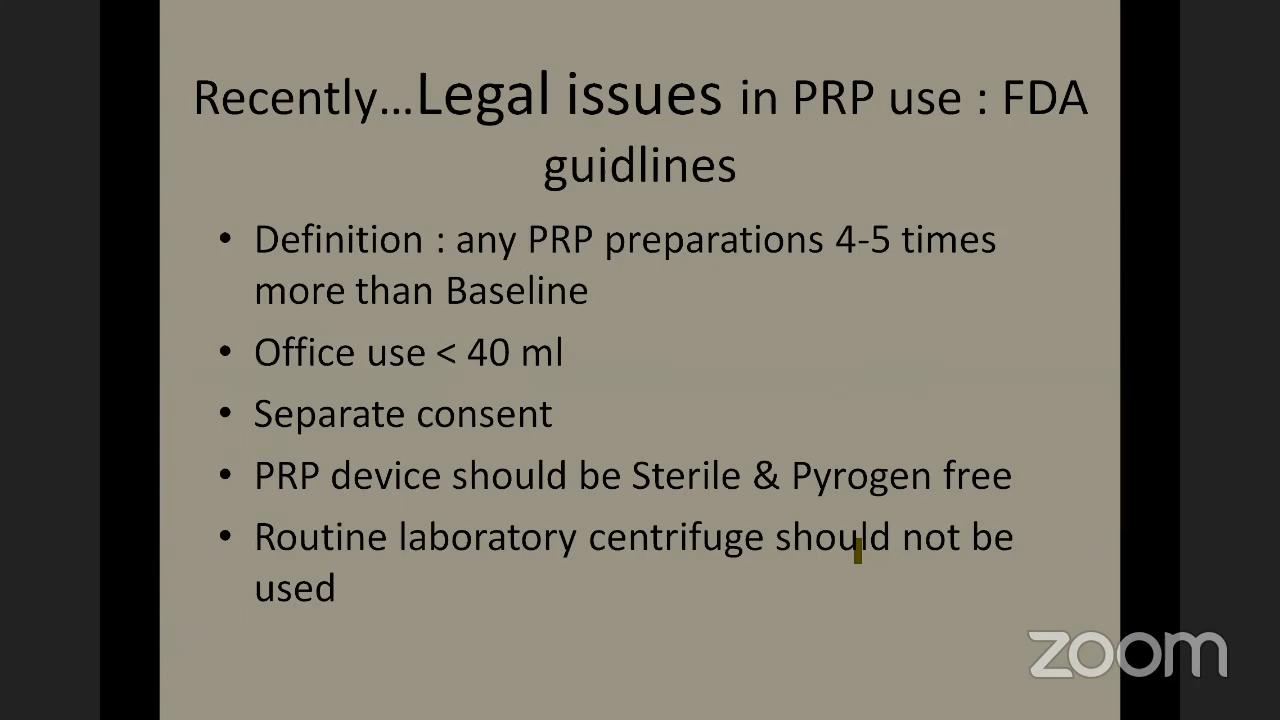 Recently...Legal issues in PRP use : FDA
guidlines
• Definition : any PRP preparations 4-5 times
more than Baseline
• Office use < 40 ml
• Separate consent
• PRP device should be Sterile & Pyrogen free
• Routine laboratory centrifuge should not be
used
zoom